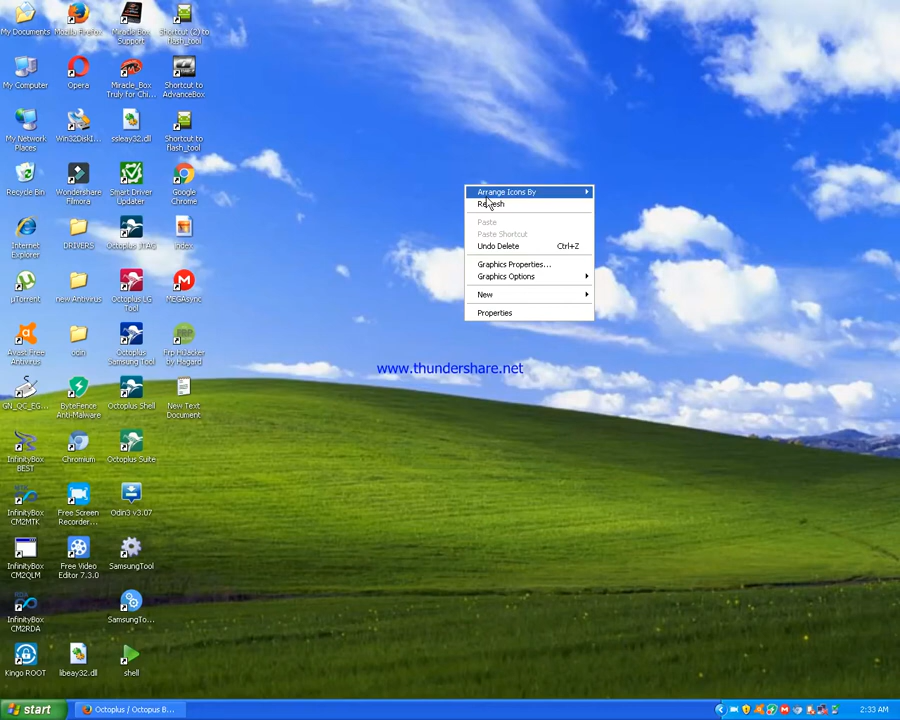 My Documents
Mozilla Firefox
Miracle Box
Support
Shortcut (2) to
flash_tool
My Computer
Opera
Miracle_Box
Truly for Chi...
Shortcut to
AdvanceBox
My Network
Places
Win32DiskI...
ssleay32.dll
Shortcut to
flash_tool
Recycle Bin
Wondershare
Filmora
Smart Driver
Updater
Google
Chrome
Internet
Explorer
DRIVERS
Octoplus JTAG
index
µTorrent
new Antivirus
Octoplus LG
Tool
MEGAsync
Avast Free
Antivirus
odin
Octoplus
Samsung Tool
Frp HiJacker
by Hagard
GN_QC_EG...
ByteFence
Anti-Malware
Octoplus Shell
New Text
Document
InfinityBox
BEST
Chromium
Octoplus Suite
InfinityBox
CM2MTK
Free Screen
Recorder...
Odin3 v3.07
InfinityBox
CM2QLM
Free Video
Editor 7.3.0
SamsungTool
InfinityBox
CM2RDA
SamsungTo...
Kingo ROOT
libeay32.dll
shell
Arrange Icons By
Refresh
Paste
Paste Shortcut
Undo Delete Ctrl+Z
Graphics Properties...
Graphics Options
New
Properties
www.thundershare.net
start
Octoplus / Octopus B...
2:33 AM